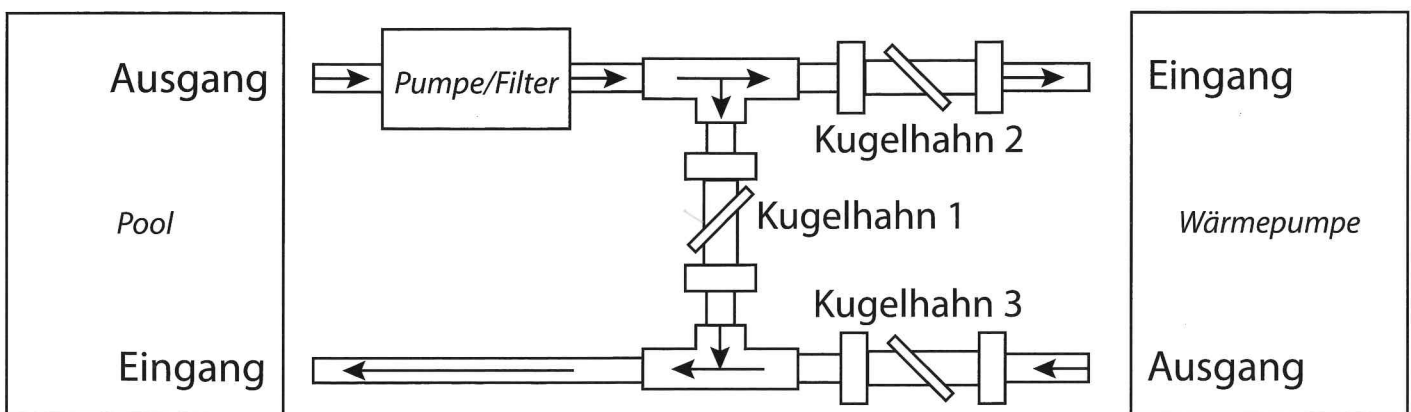 Ausgang
Pumpe/Filter
Eingang
Kugelhahn 2
Pool
Kugelhahn 1
Wärmepumpe
Kugelhahn 3
Eingang
Ausgang